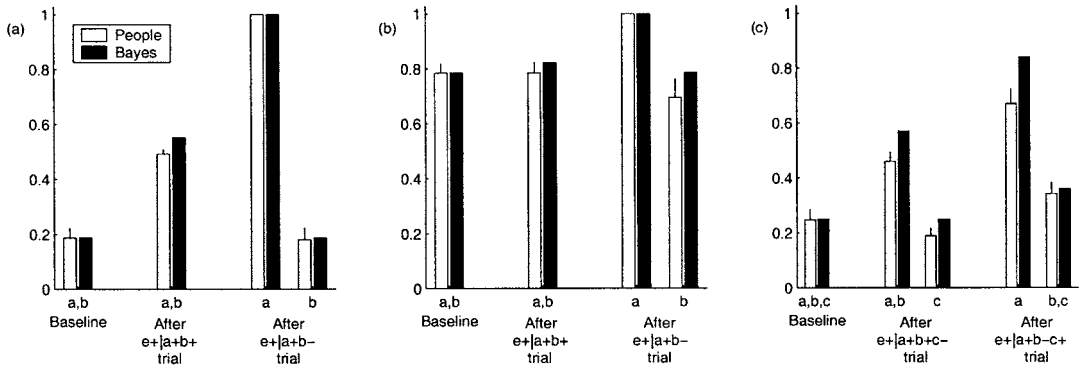 (a)
1
0.8
0.6
0.4
0.2
0
People
Bayes
a,b
a,b
a
b
Baseline
After
e+|a+b+
trial
After
e+|a+b-
trial
(b)
1
0.8
0.6
0.4
0.2
0
a,b
a,b
a
b
Baseline
After
e+|a+b+
trial
After
e+|a+b-
trial
(c)
1
0.8
0.6
0.4
0.2
0
a,b,c
a,b
c
a
b,c
Baseline
After
e+|a+b+c-
trial
After
e+|a+b-c+
trial